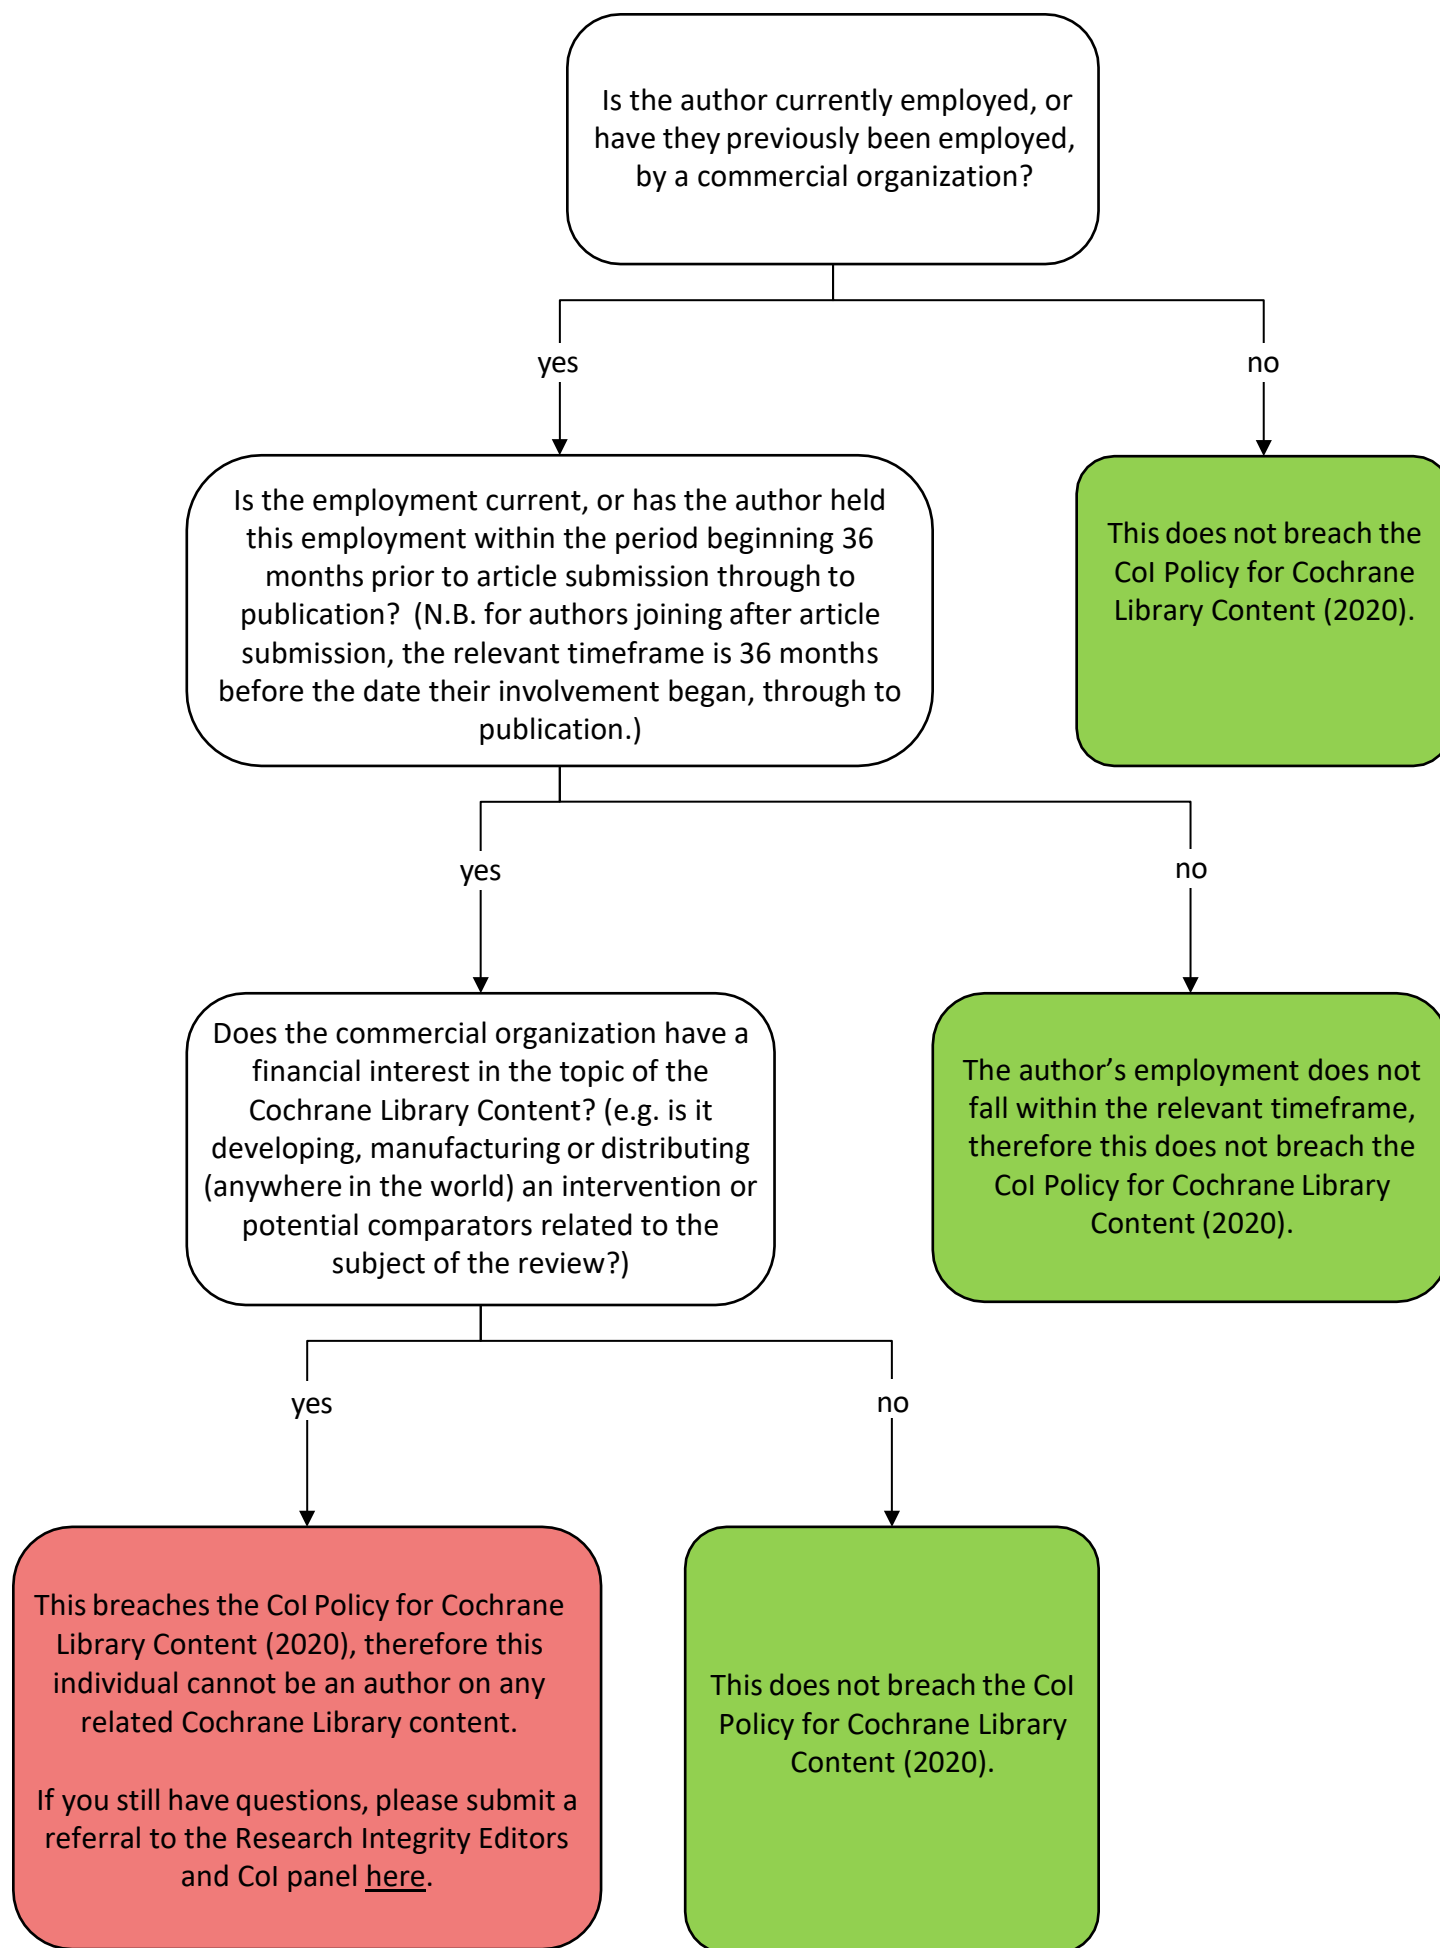 Is the author currently employed, or
have they previously been employed,
by a commercial organization?
yes
no
Is the employment current, or has the author held
this employment within the period beginning 36
months prior to article submission through to
publication? (N.B. for authors joining after article
submission, the relevant timeframe is 36 months
before the date their involvement began, through to
publication.)
This does not breach the
CoI Policy for Cochrane
Library Content (2020).
yes
no
Does the commercial organization have a
financial interest in the topic of the
Cochrane Library Content? (e.g. is it
developing, manufacturing or distributing
(anywhere in the world) an intervention or
potential comparators related to the
subject of the review?)
The author’s employment does not
fall within the relevant timeframe,
therefore this does not breach the
CoI Policy for Cochrane Library
Content (2020).
yes
no
This breaches the CoI Policy for Cochrane
Library Content (2020), therefore this
individual cannot be an author on any
related Cochrane Library content.
If you still have questions, please submit a
referral to the Research Integrity Editors
and CoI panel here.
This does not breach the CoI
Policy for Cochrane Library
Content (2020).